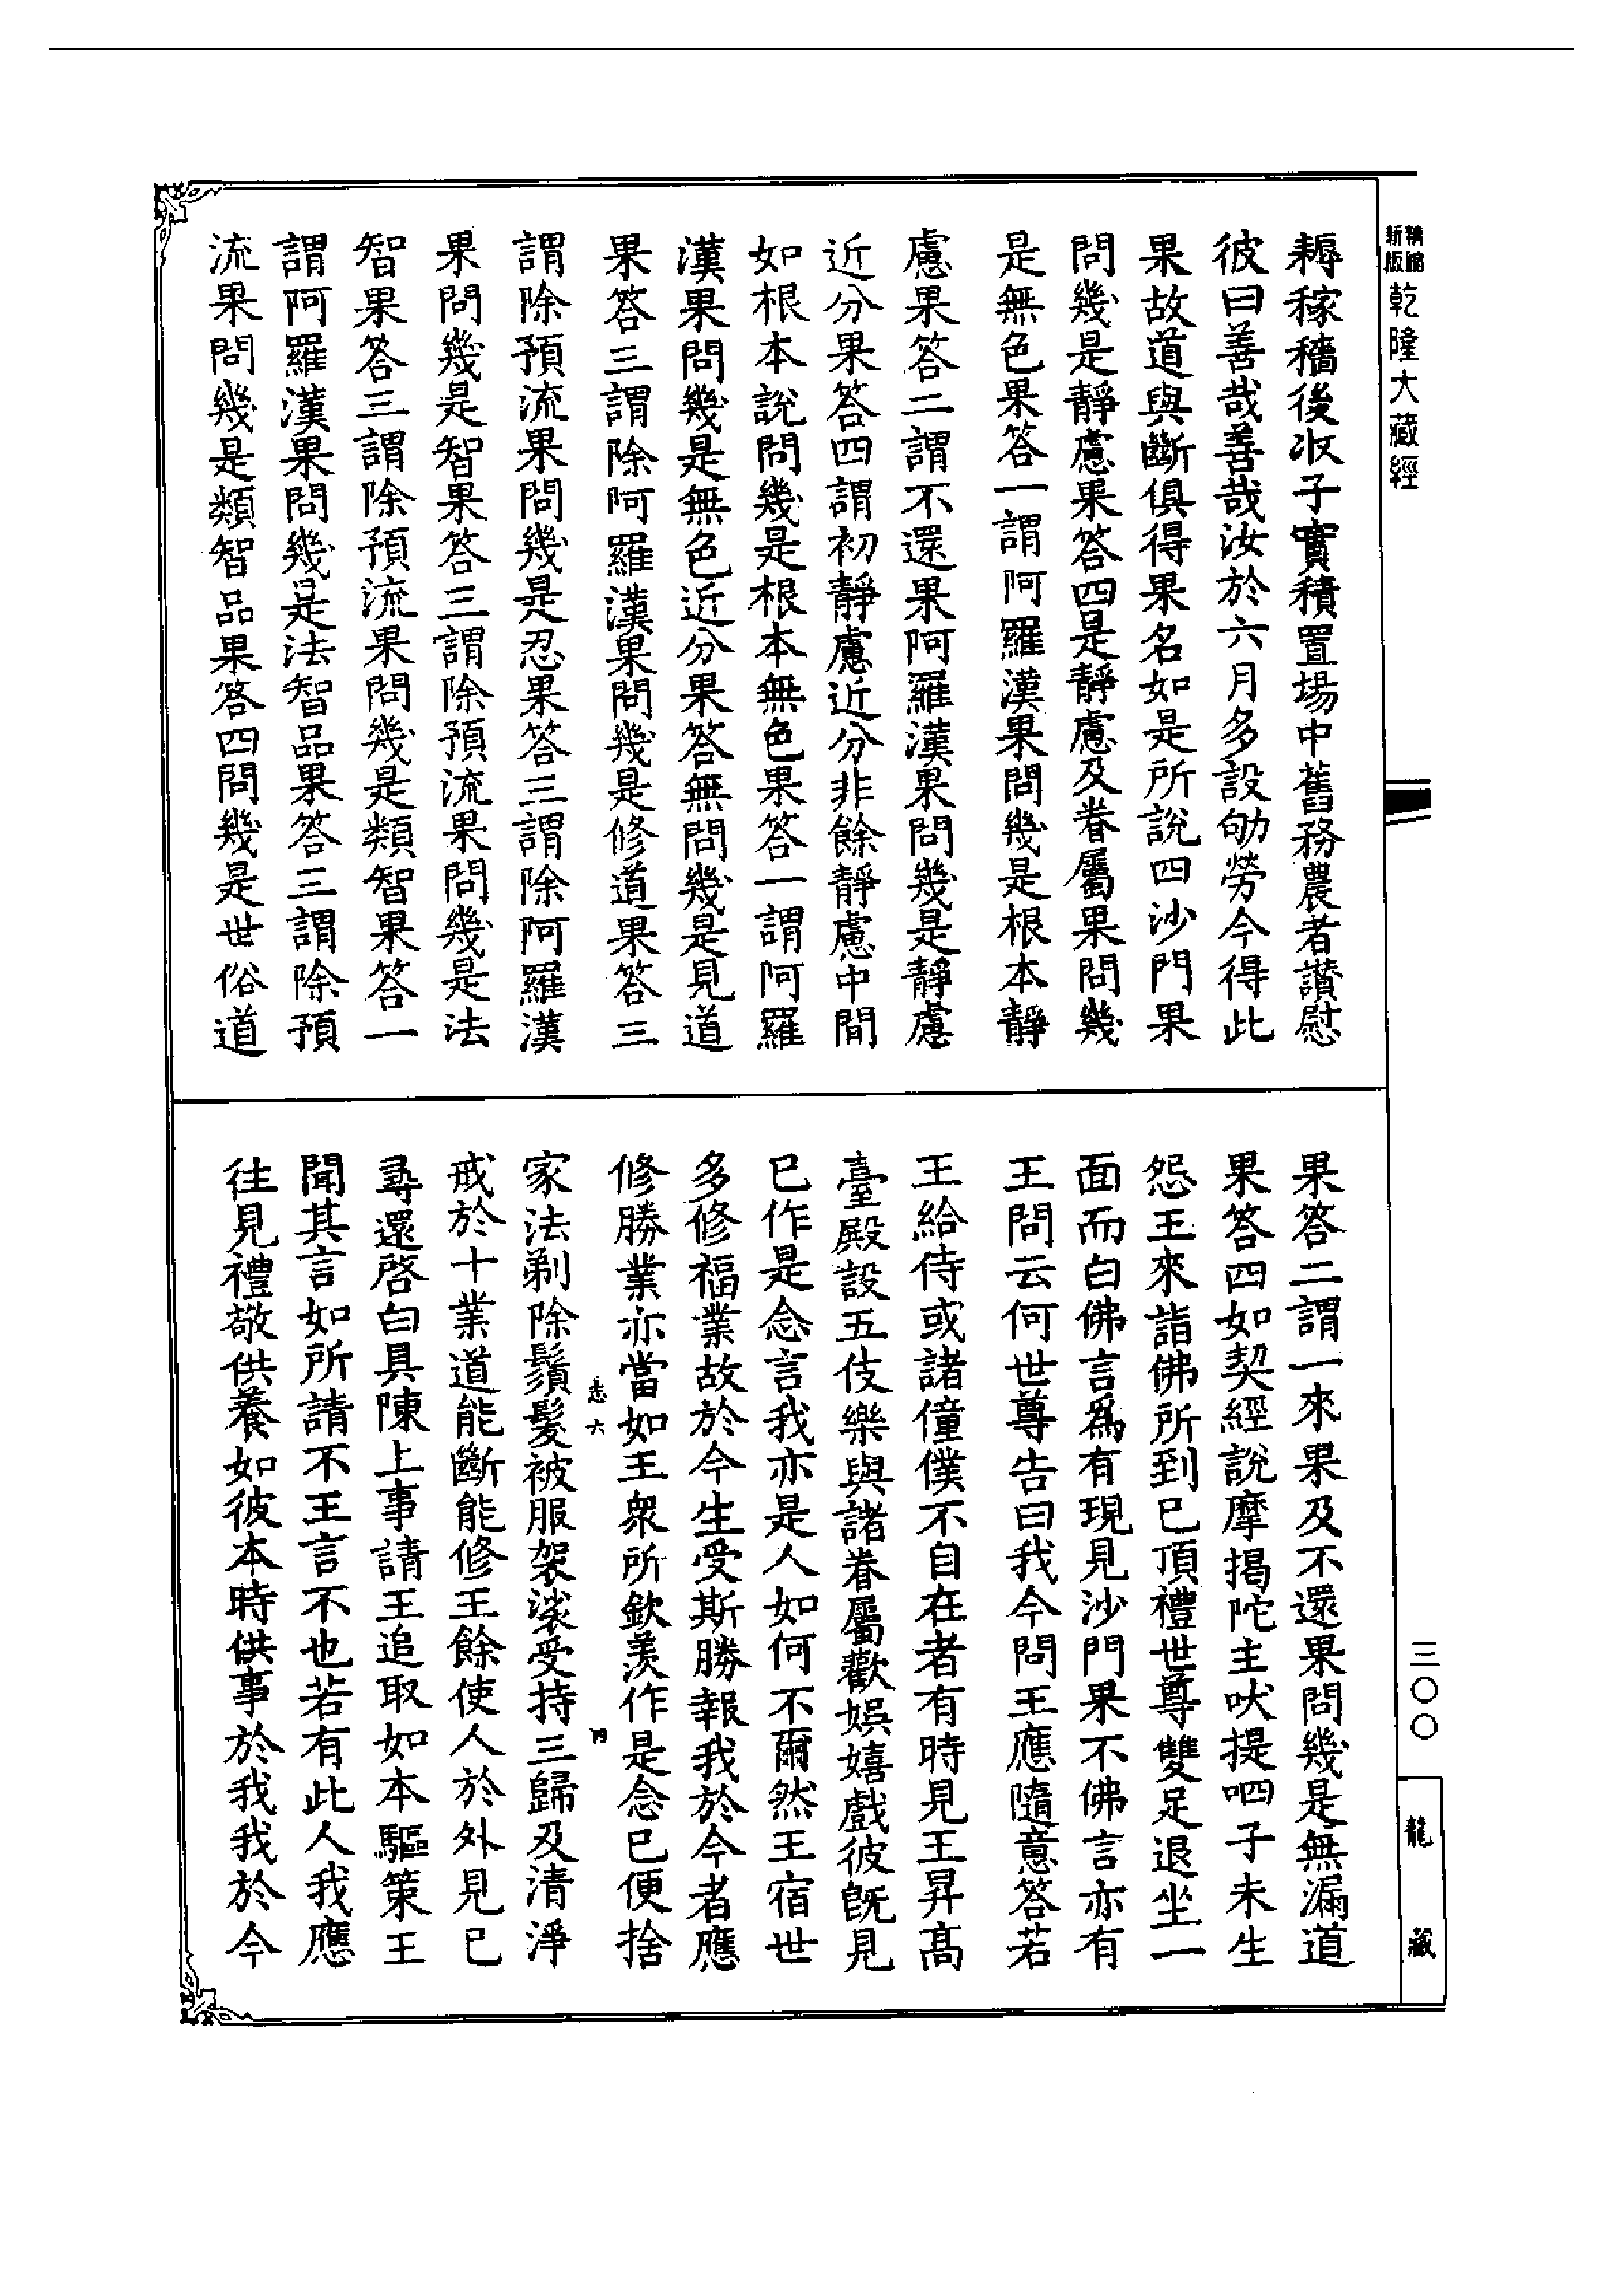 精縮新版乾隆大藏經
耨稼穡後收子實積置場中舊務農者讚慰
彼曰善哉善哉汝於六月多設劬勞今得此
果故道與斷俱得果名如是所說四沙門果
問幾是靜慮果答四是靜慮及眷屬果問幾
是無色果答一謂阿羅漢果問幾是根本靜
慮果答二謂不還果阿羅漢果問幾是靜慮
近分果答四謂初靜慮近分非餘靜慮中間
如根本說問幾是根本無色果答一謂阿羅
漢果問幾是無色近分果答無問幾是見道
果答三謂除阿羅漢果問幾是修道果答三
謂除預流果問幾是忍果答三謂除阿羅漢
果問幾是智果答三謂除預流果問幾是法
智果答三謂除預流果問幾是類智果答一
謂阿羅漢果問幾是法智品果答三謂除預
流果問幾是類智品果答四問幾是世俗道
果答二謂一來果及不還果問幾是無漏道
果答四如契經說摩揭陀主吠提呬子未生
怨王來詣佛所到已頂禮世尊雙足退坐一
面而白佛言為有現見沙門果不佛言亦有
王問云何世尊告曰我今問王應隨意答若
王給侍或諸僮僕不自在者有時見王昇高
臺殿設五伎樂與諸眷屬歡娛嬉戲彼既見
已作是念言我亦是人如何不爾然王宿世
多修福業故於今生受斯勝報我於今者應
修勝業亦當如王衆所欽羨作是念已便捨
家法剃除鬚髮被服袈裟受持三歸及清淨
戒於十業道能斷能修王餘使人於外見已
尋還啓白具陳上事請王追取如本驅策王
聞其言如所請不王言不也若有此人我應
往見禮敬供養如彼本時供事於我我於今
三〇〇
龍藏